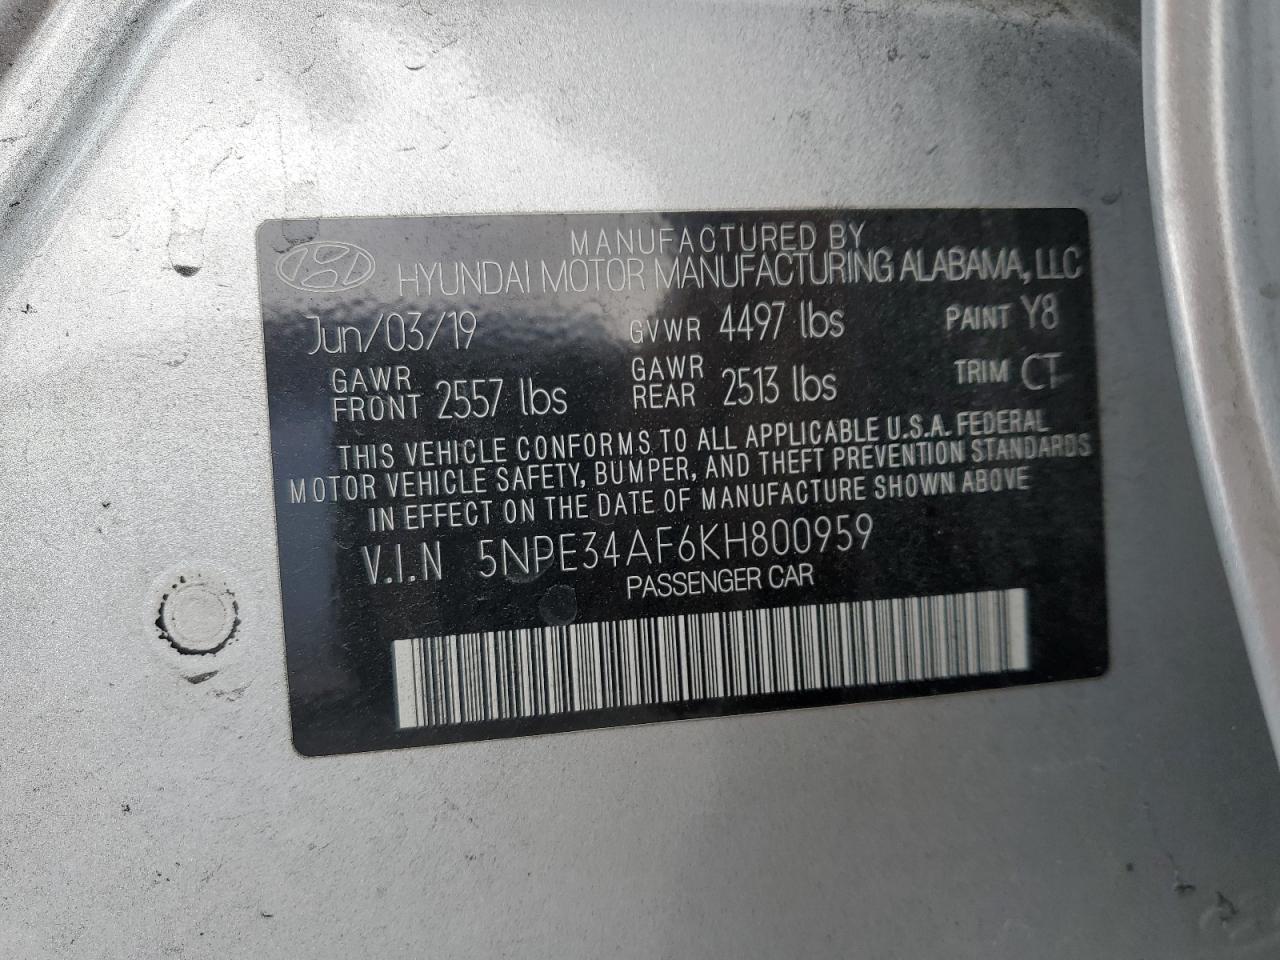 MANUFACTURED BY
HYUNDAI MOTOR MANUFACTURING ALABAMA, LLC
Jun/03/19 GVWR 4497 lbs PAINT Y8
GAWR FRONT 2557 lbs GAWR REAR 2513 lbs TRIM CT
THIS VEHICLE CONFORMS TO ALL APPLICABLE U.S.A. FEDERAL
MOTOR VEHICLE SAFETY, BUMPER, AND THEFT PREVENTION STANDARDS
IN EFFECT ON THE DATE OF MANUFACTURE SHOWN ABOVE
V.I.N 5NPE34AF6KH800959
PASSENGER CAR